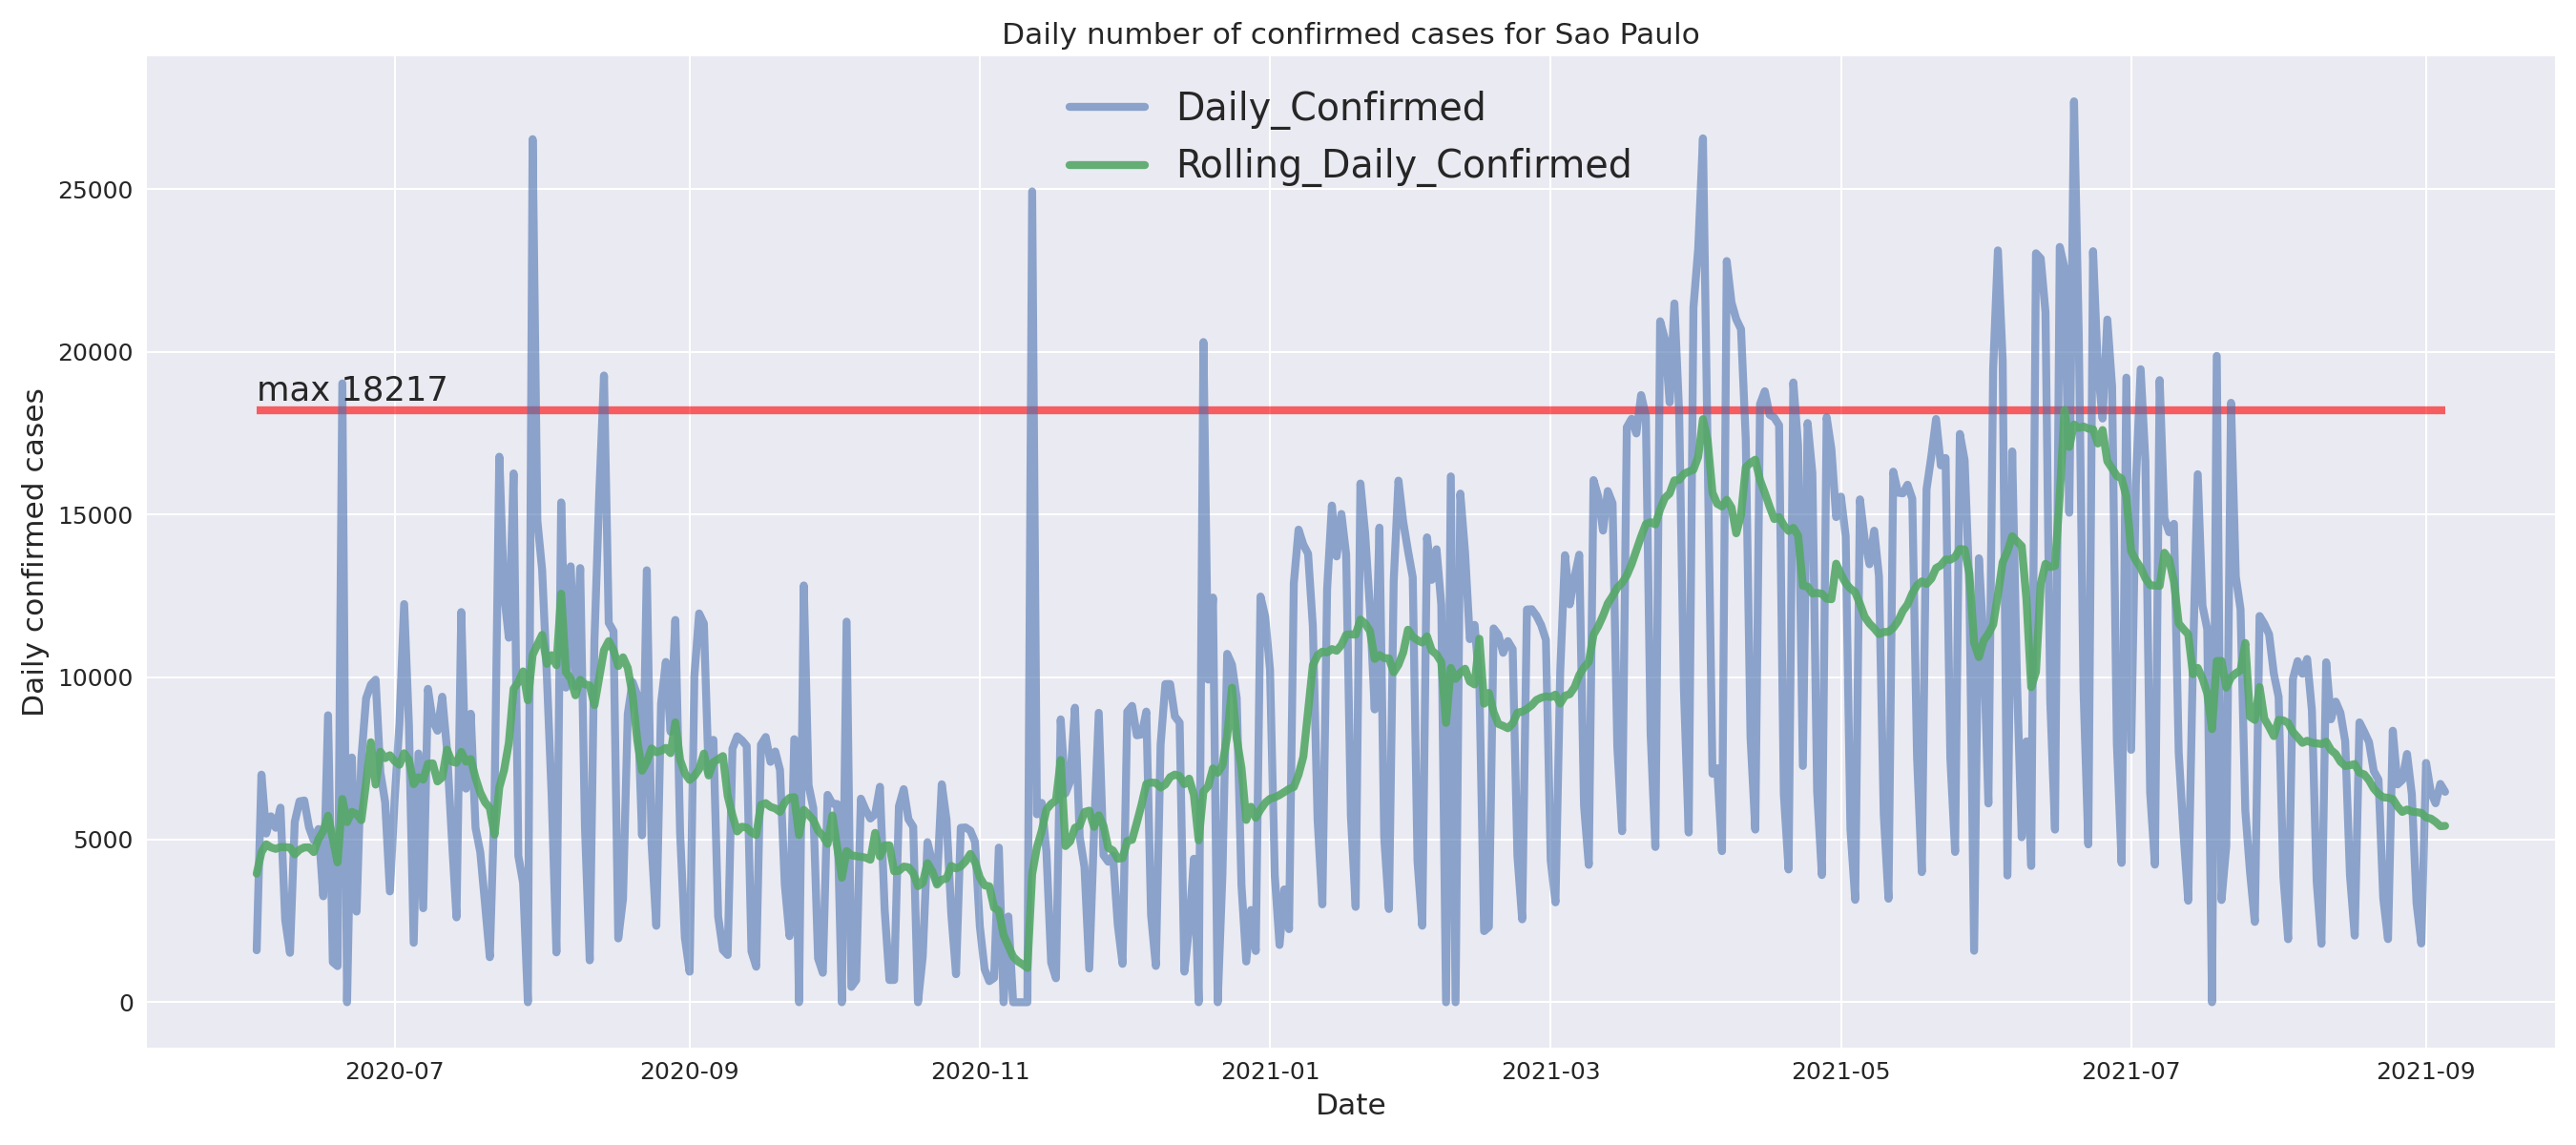 Daily number of confirmed cases for Sao Paulo
Daily_Confirmed
Rolling_Daily_Confirmed
25000
20000
15000
10000
5000
0
max 18217
Daily confirmed cases
2020-07
2020-09
2020-11
2021-01
2021-03
2021-05
2021-07
2021-09
Date